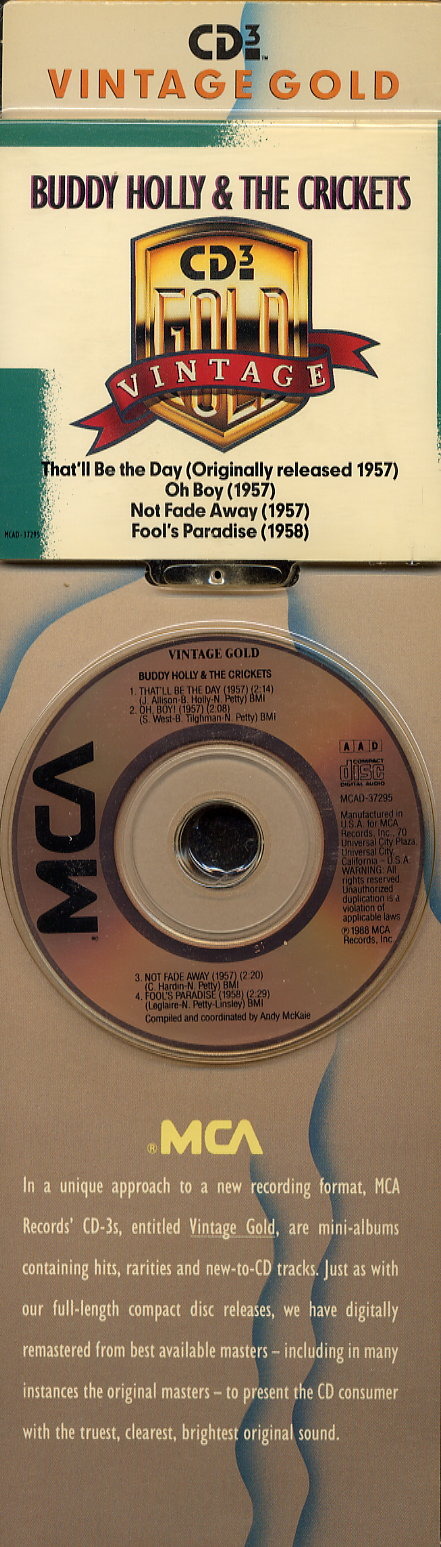 CD3™
VINTAGE GOLD
BUDDY HOLLY & THE CRICKETS
CD3
GOLD
VINTAGE
That'll Be the Day (Originally released 1957)
Oh Boy (1957)
Not Fade Away (1957)
Fool's Paradise (1958)
MCAD-37295
VINTAGE GOLD
BUDDY HOLLY & THE CRICKETS
1. THAT'LL BE THE DAY (1957) (2:14)
(J. Allison-B. Holly-N. Petty) BMI
2. OH, BOY! (1957) (2:08)
(S. West-B. Tilghman-N. Petty) BMI
MCA
AAD
COMPACT
disc
DIGITAL AUDIO
MCAD-37295
Manufactured in
U.S.A. for MCA
Records, Inc., 70
Universal City Plaza,
Universal City,
California - U.S.A.
WARNING: All
rights reserved.
Unauthorized
duplication is a
violation of
applicable laws
℗ 1988 MCA
Records, Inc.
3. NOT FADE AWAY (1957) (2:20)
(C. Hardin-N. Petty) BMI
4. FOOL'S PARADISE (1958) (2:29)
(Leglaire-N. Petty-Linsley) BMI
Compiled and coordinated by Andy McKaie
®MCA
In a unique approach to a new recording format, MCA
Records' CD-3s, entitled Vintage Gold, are mini-albums
containing hits, rarities and new-to-CD tracks. Just as with
our full-length compact disc releases, we have digitally
remastered from best available masters – including in many
instances the original masters – to present the CD consumer
with the truest, clearest, brightest original sound.